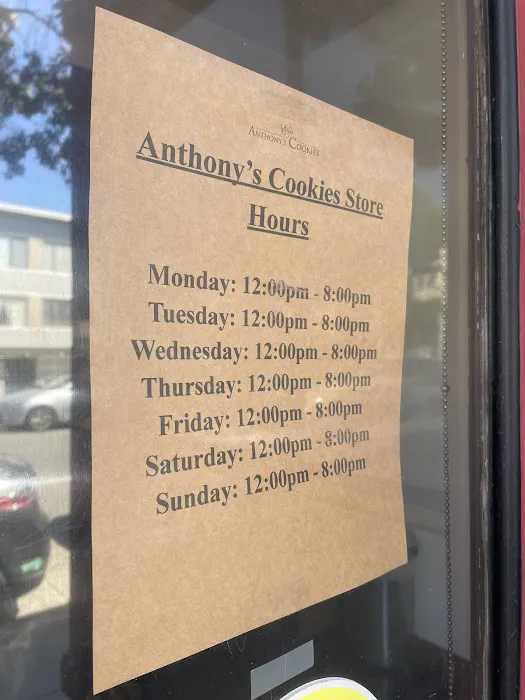 Anthony's Cookies
Anthony's Cookies Store
Hours
Monday: 12:00pm - 8:00pm
Tuesday: 12:00pm - 8:00pm
Wednesday: 12:00pm - 8:00pm
Thursday: 12:00pm - 8:00pm
Friday: 12:00pm - 8:00pm
Saturday: 12:00pm - 8:00pm
Sunday: 12:00pm - 8:00pm